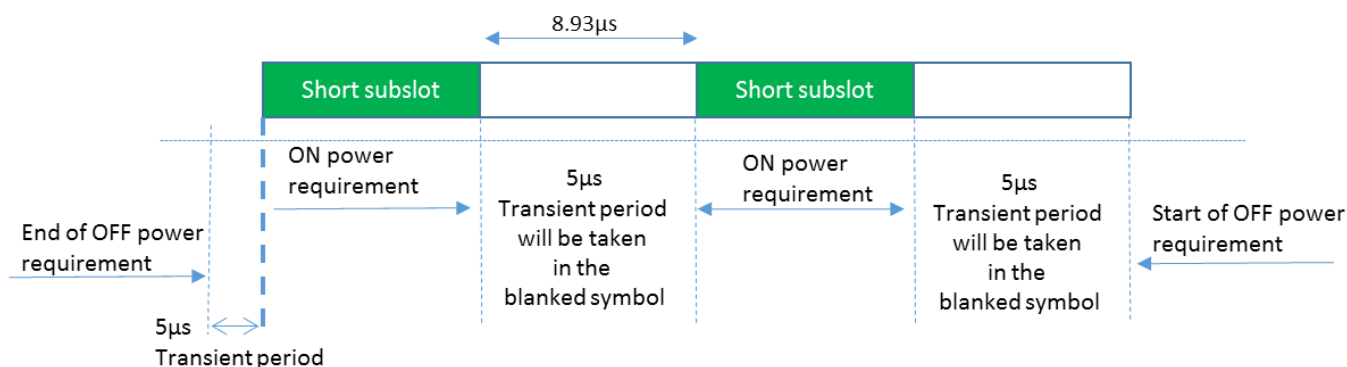 8.93µs
Short subslot
Short subslot
ON power
requirement
5µs
Transient period
will be taken
in the
blanked symbol
ON power
requirement
5µs
Transient period
will be taken
in the
blanked symbol
End of OFF power
requirement
Start of OFF power
requirement
5µs
Transient period